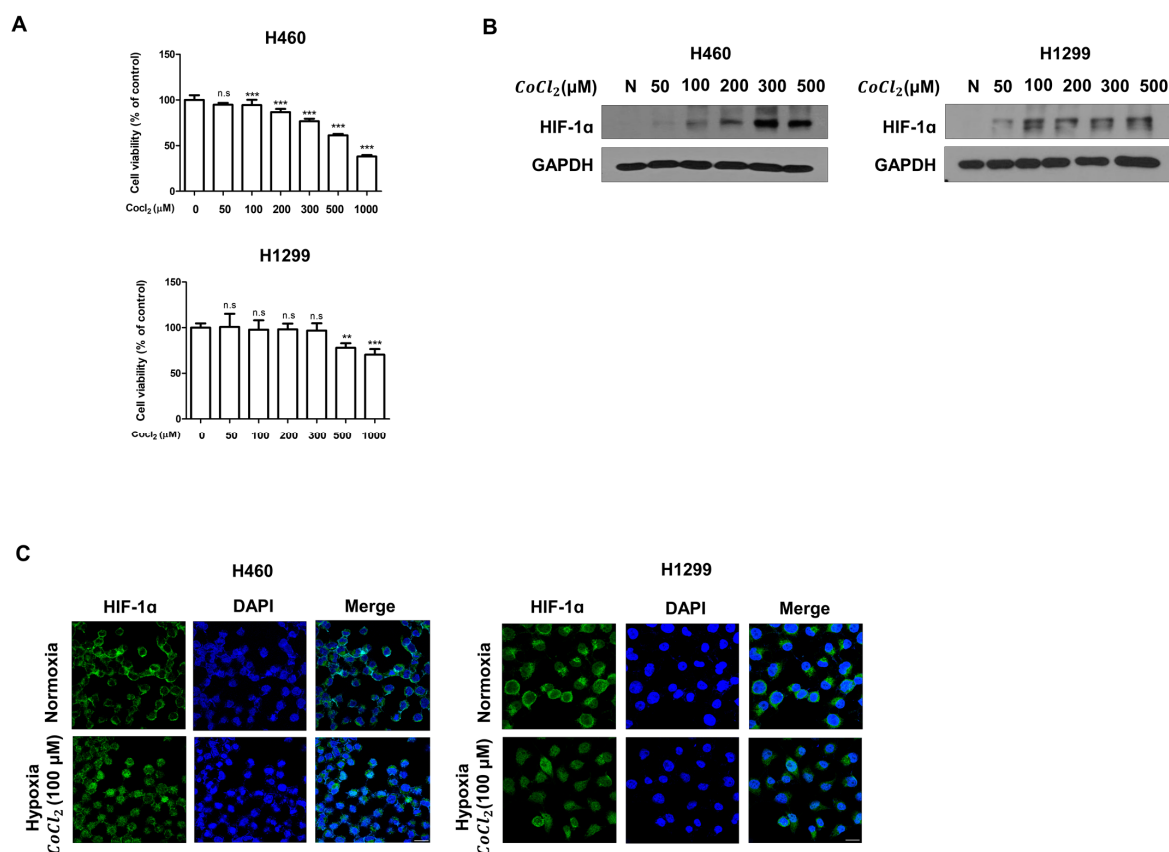 A
H460
Cell viability (% of control)
150
100
50
0
n.s
***
***
***
***
***
Cocl₂ (μM)
0 50 100 200 300 500 1000
H1299
Cell viability (% of control)
150
100
50
0
n.s
n.s
n.s
n.s
**
***
CoCl₂ (μM)
0 50 100 200 300 500 1000
B
H460
CoCl₂(μM) N 50 100 200 300 500
HIF-1α
GAPDH
H1299
CoCl₂(μM) N 50 100 200 300 500
HIF-1α
GAPDH
C
H460
HIF-1α DAPI Merge
Normoxia
Hypoxia
CoCl₂ (100 μM)
H1299
HIF-1α DAPI Merge
Normoxia
Hypoxia
CoCl₂ (100 μM)